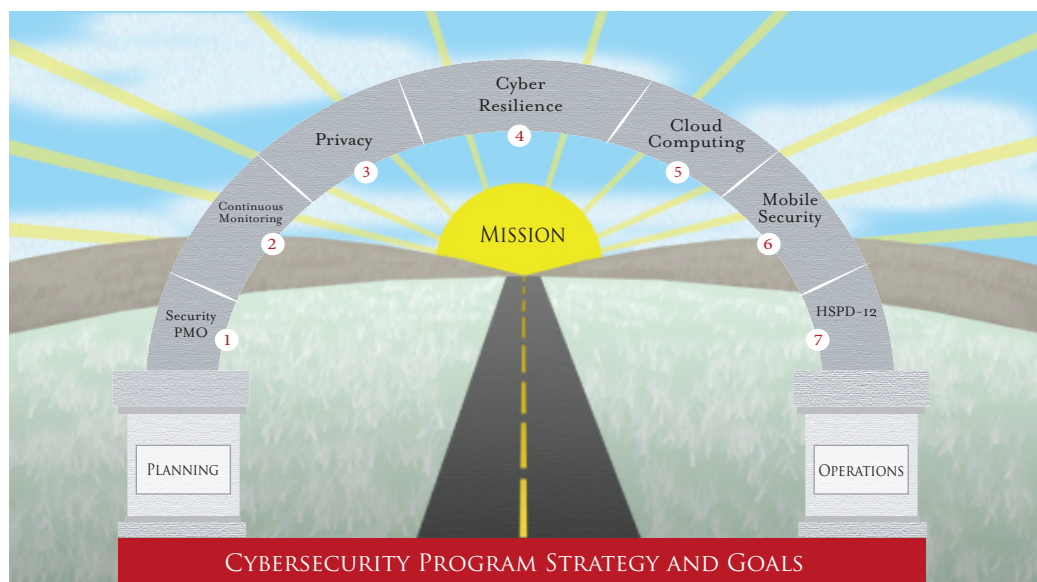 Cyber
Resilience
4
Privacy
3
Cloud
Computing
5
Continuous
Monitoring
2
Mobile
Security
6
MISSION
Security
PMO
1
HSPD-12
7
PLANNING
OPERATIONS
CYBERSECURITY PROGRAM STRATEGY AND GOALS